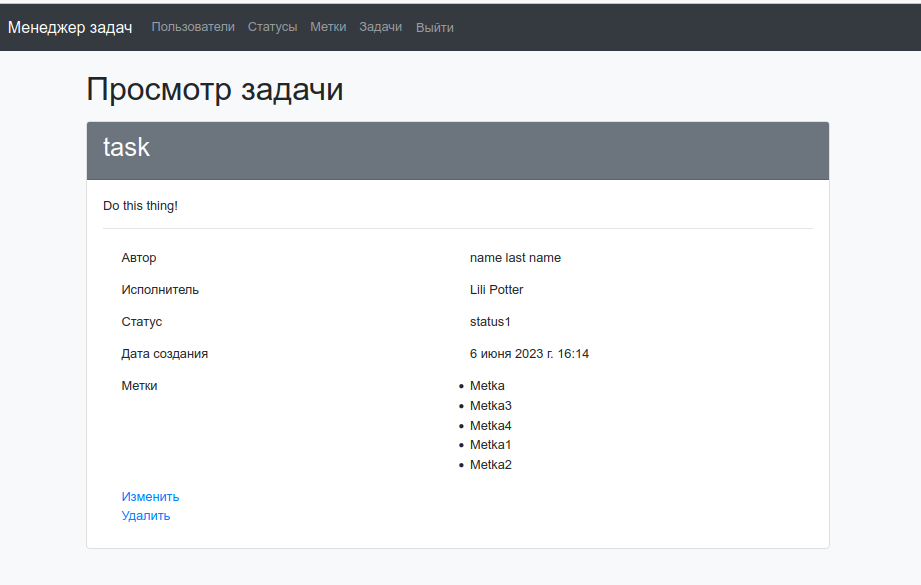 Менеджер задач Пользователи Статусы Метки Задачи Выйти
Просмотр задачи
task
Do this thing!
Автор name last name
Исполнитель Lili Potter
Статус status1
Дата создания 6 июня 2023 г. 16:14
Метки Metka
Metka3
Metka4
Metka1
Metka2
Изменить
Удалить